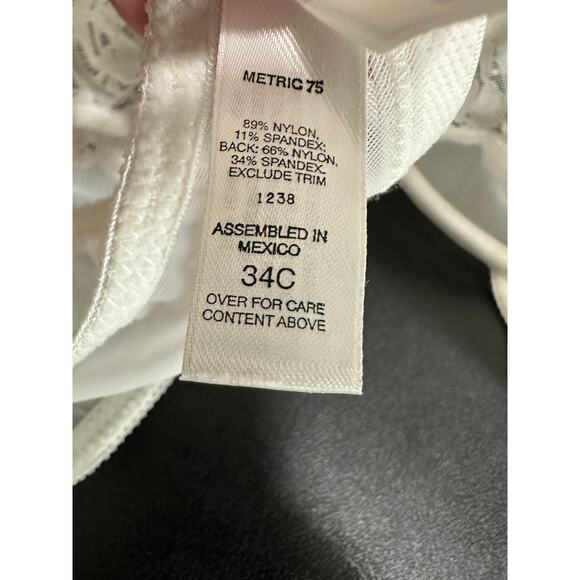 METRIC 75
89% NYLON,
11% SPANDEX;
BACK: 66% NYLON,
34% SPANDEX.
EXCLUDE TRIM
1238
ASSEMBLED IN
MEXICO
34C
OVER FOR CARE
CONTENT ABOVE